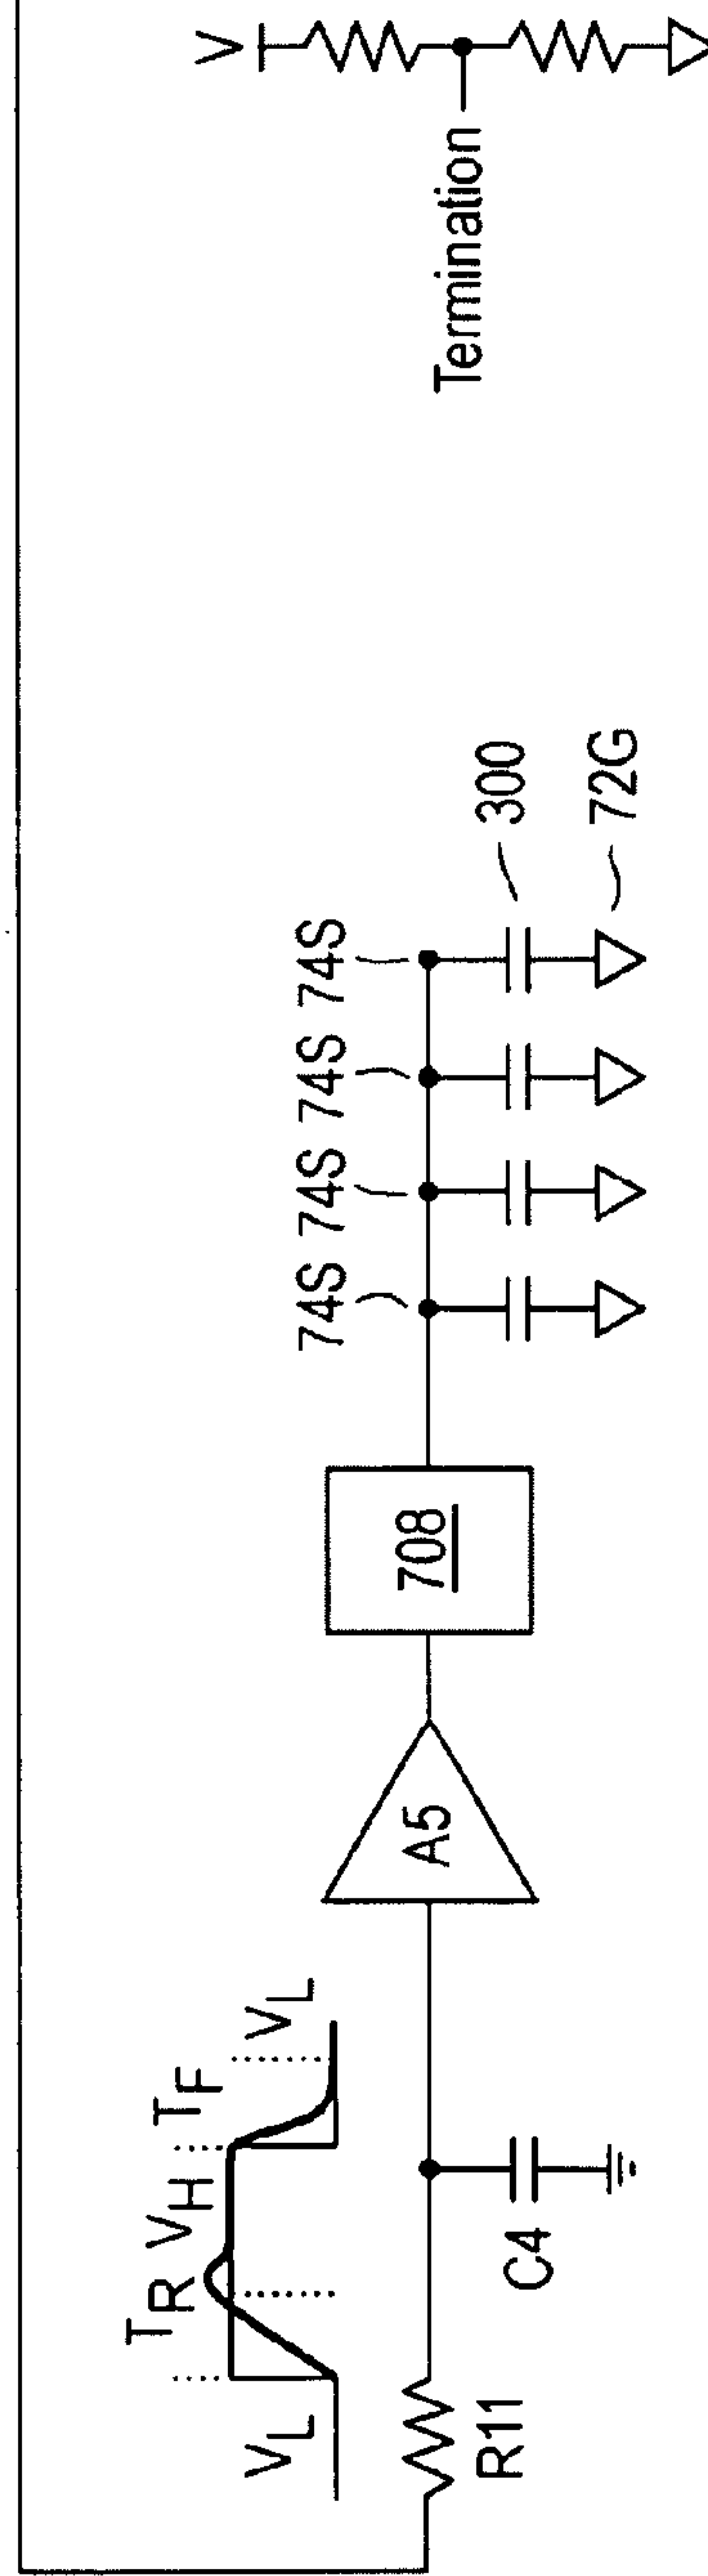 V
Termination
74S 74S 74S 74S
300
72G
708
A5
V_L T_R V_H T_F V_L
R11
C4